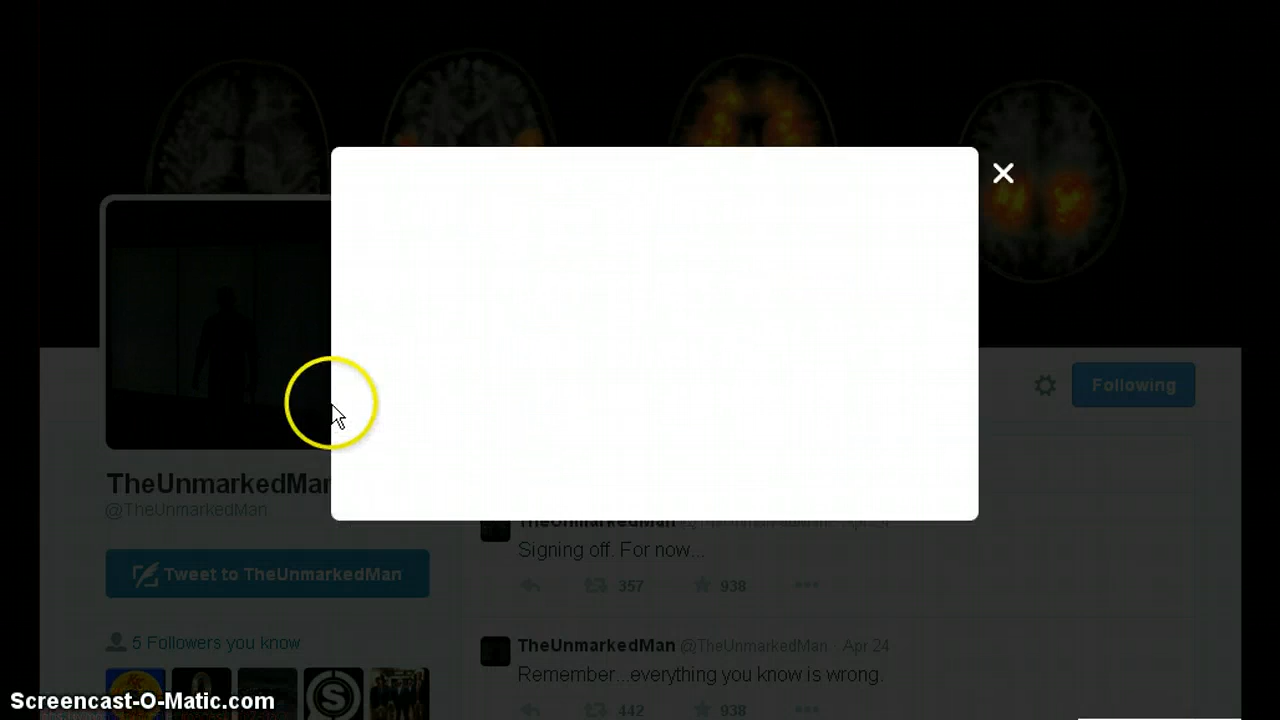 Following
TheUnmarkedMan
@TheUnmarkedMan
Tweet to TheUnmarkedMan
5 Followers you know
TheUnmarkedMan
Signing off. For now...
357 938
TheUnmarkedMan @TheUnmarkedMan · Apr 24
Remember...everything you know is wrong.
442 938
Screencast-O-Matic.com